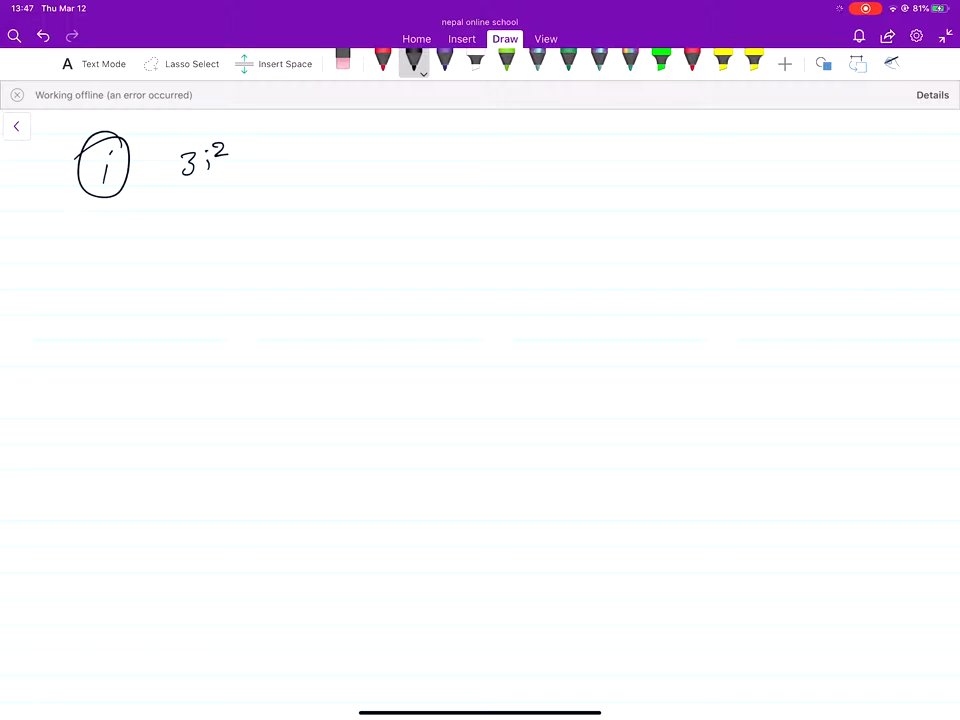 13:47 Thu Mar 12 81%
nepal online school
Home Insert Draw View
A Text Mode Lasso Select Insert Space
Working offline (an error occurred) Details
i 3i²